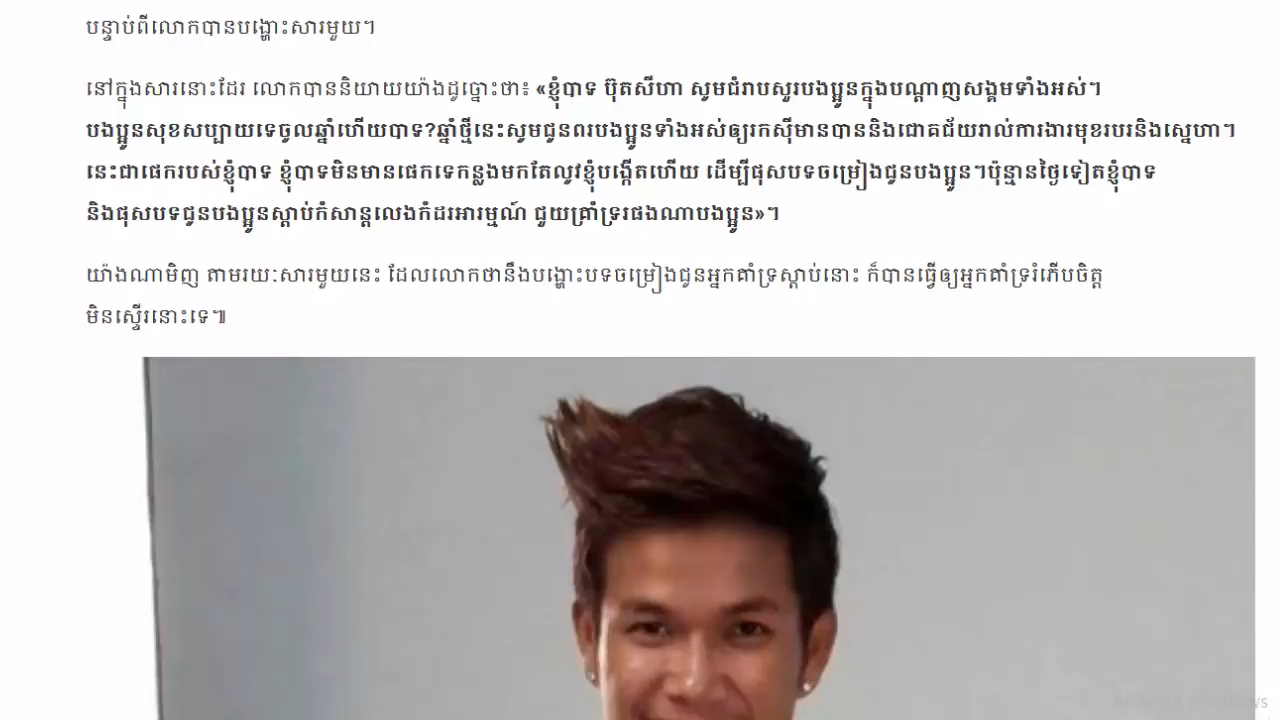 បន្ទាប់ពីលោកបានបង្ហោះសារមួយ។
នៅក្នុងសារនោះដែរ លោកបាននិយាយយ៉ាងដូច្នោះថា៖ «ខ្ញុំបាទ ប៊ុតសីហា សូមជំរាបសួរបងប្អូនក្នុងបណ្តាញសង្គមទាំងអស់។
បងប្អូនសុខសប្បាយទេចូលឆ្នាំហើយបាទ?ឆ្នាំថ្មីនេះសូមជូនពរបងប្អូនទាំងអស់ឲ្យរកស៊ីមានបាននិងជោគជ័យរាល់ការងារមុខរបរនិងស្នេហា។
នេះជាផេករបស់ខ្ញុំបាទ ខ្ញុំបាទមិនមានផេកទេកន្លងមកតែលូវខ្ញុំបង្កើតហើយ ដើម្បីផុសបទចម្រៀងជូនបងប្អូន។ប៉ុន្មានថ្ងៃទៀតខ្ញុំបាទ
និងផុសបទជូនបងប្អូនស្តាប់កំសាន្តលេងកំដរអារម្មណ៍ ជួយគ្រាំទ្រផងណាបងប្អូន»។
យ៉ាងណាមិញ តាមរយៈសារមួយនេះ ដែលលោកថានឹងបង្ហោះបទចម្រៀងជូនអ្នកគាំទ្រស្តាប់នោះ ក៏បានធ្វើឲ្យអ្នកគាំទ្ររំភើបចិត្ត
មិនស្ទើរនោះទេ៕